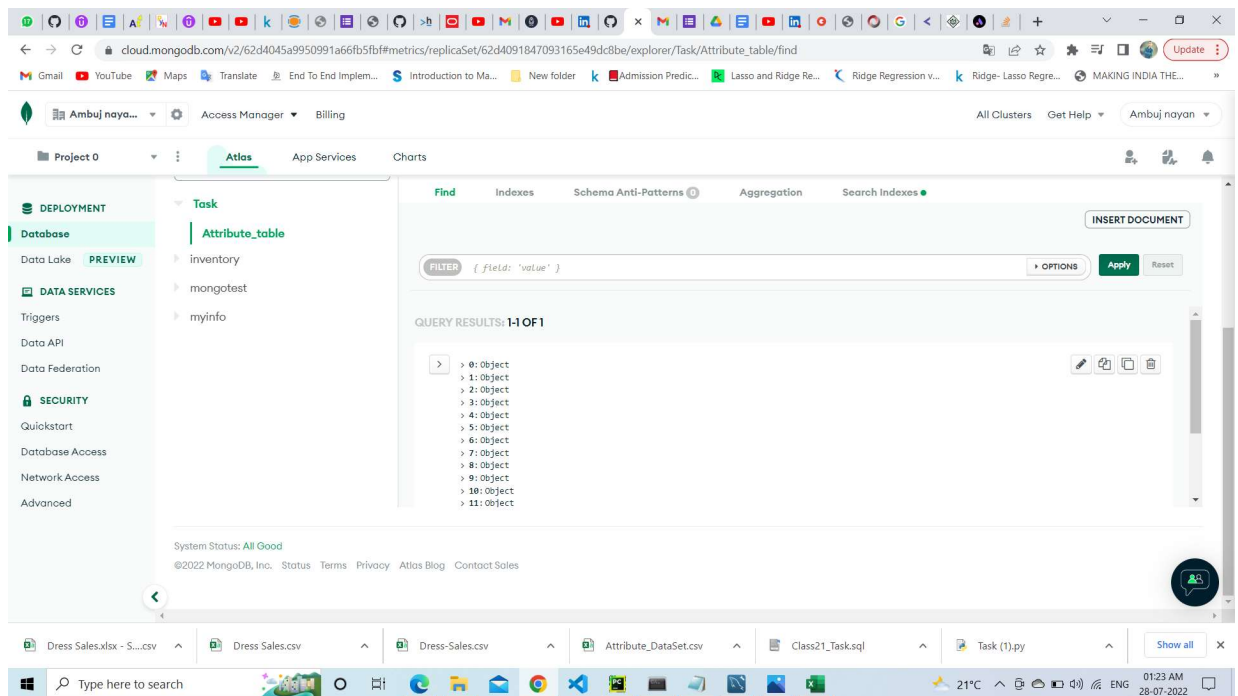 cloud.mongodb.com/v2/62d4045a9950991a66fb5fbf#metrics/replicaSet/62d4091847093165e49dc8be/explorer/Task/Attribute_table/find
Update
Gmail YouTube Maps Translate End To End Implem... Introduction to Ma... New folder Admission Predic... Lasso and Ridge Re... Ridge Regression v... Ridge- Lasso Regre... MAKING INDIA THE... »
Ambuj naya... Access Manager Billing All Clusters Get Help Ambuj nayan
Project 0 Atlas App Services Charts
Find Indexes Schema Anti-Patterns 0 Aggregation Search Indexes
DEPLOYMENT
Database
Data Lake PREVIEW
DATA SERVICES
Triggers
Data API
Data Federation
SECURITY
Quickstart
Database Access
Network Access
Advanced
Task
Attribute_table
inventory
mongotest
myinfo
INSERT DOCUMENT
FILTER { field: 'value' } OPTIONS Apply Reset
QUERY RESULTS: 1-1 OF 1
0: Object
1: Object
2: Object
3: Object
4: Object
5: Object
6: Object
7: Object
8: Object
9: Object
10: Object
11: Object
System Status: All Good
©2022 MongoDB, Inc. Status Terms Privacy Atlas Blog Contact Sales
Dress Sales.xlsx - S....csv Dress Sales.csv Dress-Sales.csv Attribute_DataSet.csv Class21_Task.sql Task (1).py Show all
Type here to search 21°C ENG 01:23 AM
28-07-2022